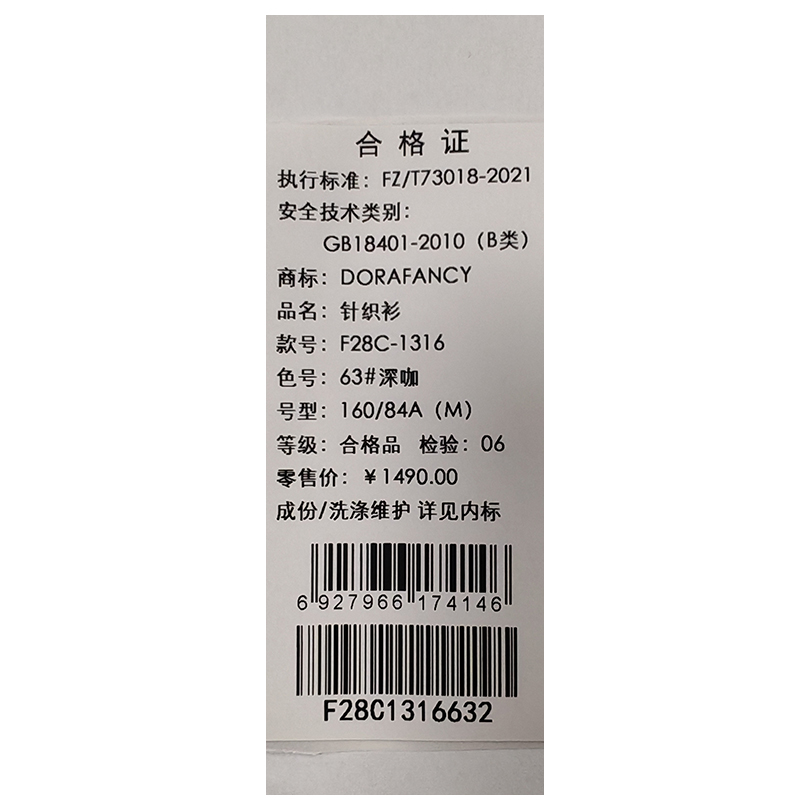 合格证
执行标准：FZ/T73018-2021
安全技术类别：
GB18401-2010（B类）
商标：DORAFANCY
品名：针织衫
款号：F28C-1316
色号：63#深咖
号型：160/84A（M）
等级：合格品 检验：06
零售价：￥1490.00
成份/洗涤维护 详见内标
6 927966 174146
F28C1316632